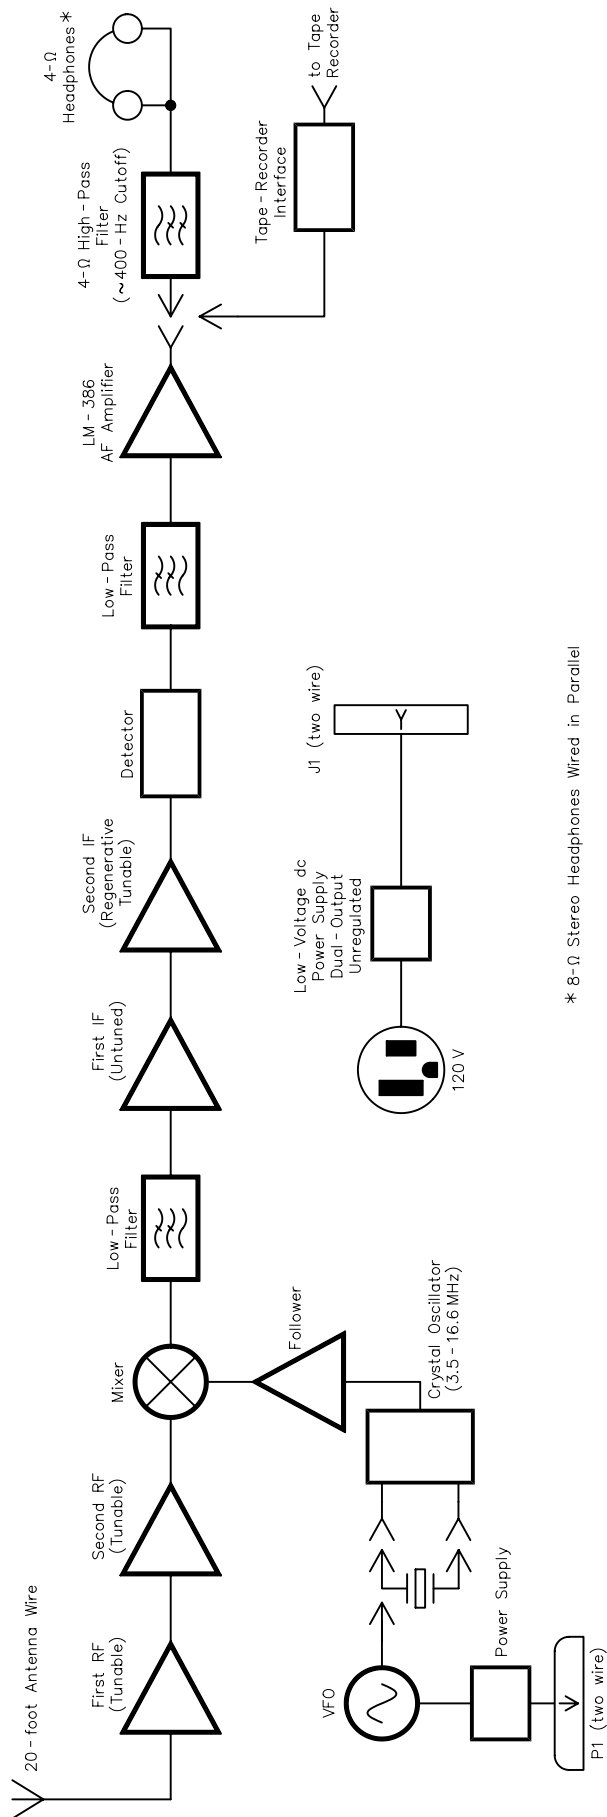 20-foot Antenna Wire
First RF
(Tunable)
Second RF
(Tunable)
Mixer
Low-Pass
Filter
First IF
(Untuned)
Second IF
(Regenerative
Tunable)
Detector
Low-Pass
Filter
LM-386
AF Amplifier
4-Ω High-Pass
Filter
(~400-Hz Cutoff)
4-Ω
Headphones*
Tape-Recorder
Interface
to Tape
Recorder
Follower
Crystal Oscillator
(3.5-16.6 MHz)
VFO
Power Supply
P1 (two wire)
120 V
Low-Voltage dc
Power Supply
Dual-Output
Unregulated
J1 (two wire)
* 8-Ω Stereo Headphones Wired in Parallel